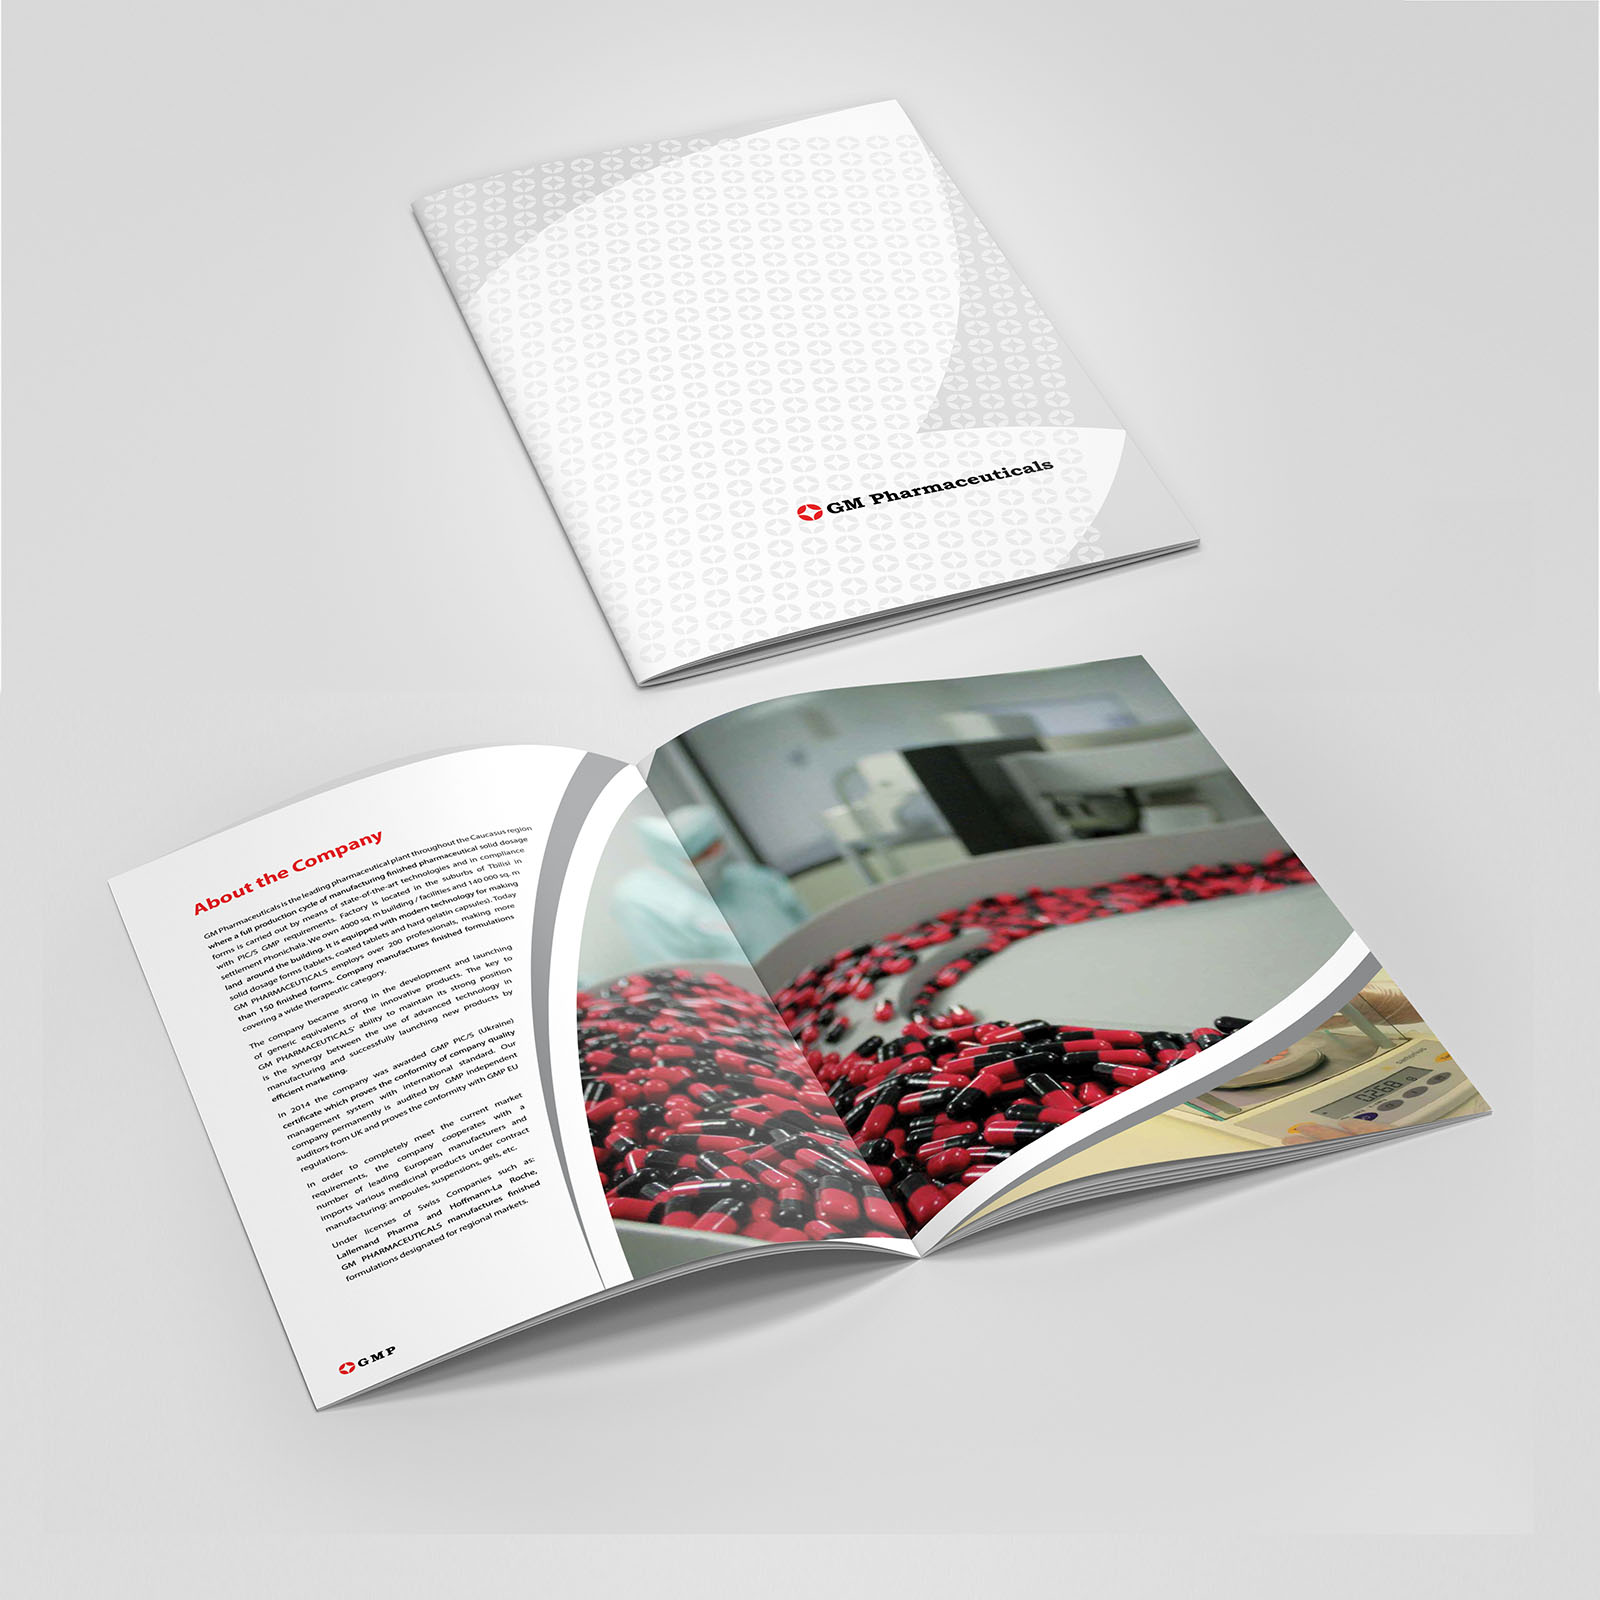 GM Pharmaceuticals
About the Company
GM Pharmaceuticals is the leading pharmaceutical plant throughout the Caucasus region
where a full production cycle of manufacturing finished pharmaceutical solid dosage
forms is carried out by means of state-of-the-art technologies and in compliance
with PIC/S GMP requirements. Factory is located in the suburbs of Tbilisi in
settlement Phonichala. We own 4000 sq. m building / facilities and 140 000 sq. m
land around the building. It is equipped with modern technology for making
solid dosage forms (tablets, coated tablets and hard gelatin capsules). Today
GM PHARMACEUTICALS employs over 200 professionals, making more
than 150 finished forms. Company manufactures finished formulations
covering a wide therapeutic category.
The company became strong in the development and launching
of generic equivalents of the innovative products. The key to
GM PHARMACEUTICALS' ability to maintain its strong position
is the synergy between the use of advanced technology in
manufacturing and successfully launching new products by
efficient marketing.
In 2014 the company was awarded GMP PIC/S (Ukraine)
certificate which proves the conformity of company quality
management system with international standard. Our
company permanently is audited by GMP independent
auditors from UK and proves the conformity with GMP EU
regulations.
In order to completely meet the current market
requirements, the company cooperates with a
number of leading European manufacturers and
imports various medicinal products under contract
manufacturing: ampoules, suspensions, gels, etc.
Under licenses of Swiss Companies such as:
Lallemand Pharma and Hoffmann-La Roche,
GM PHARMACEUTICALS manufactures finished
formulations designated for regional markets.
GMP
sartorius